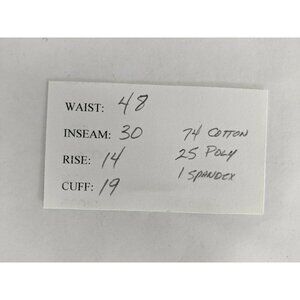 WAIST: 48
INSEAM: 30
RISE: 14
CUFF: 19
74 COTTON
25 POLY
1 SPANDEX